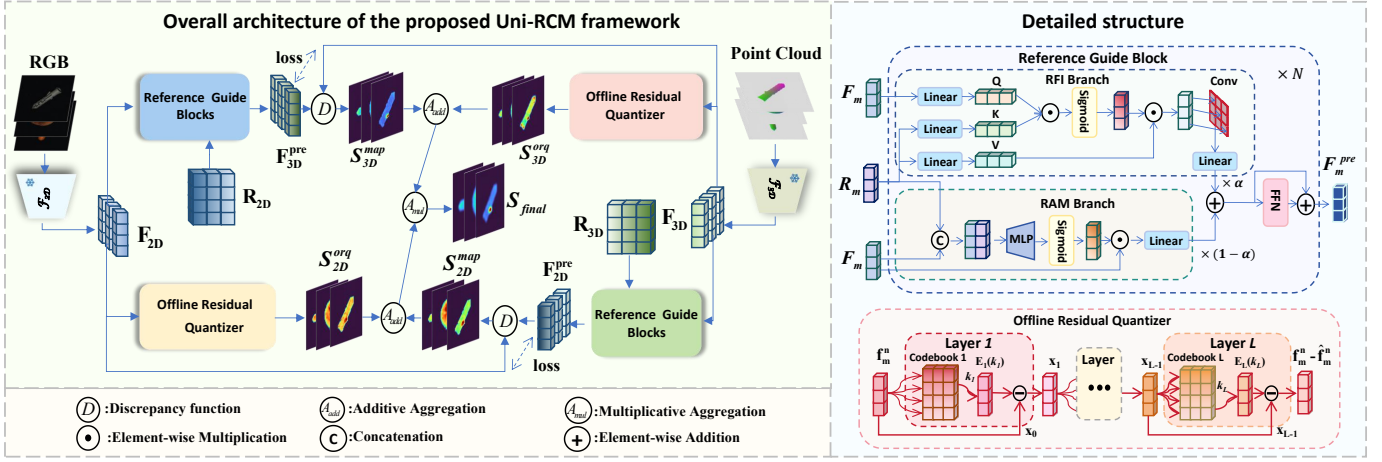 Overall architecture of the proposed Uni-RCM framework
RGB
Reference Guide
Blocks
F_3D^pre
loss
D
S_3D^map
A_add
S_3D^orq
Offline Residual
Quantizer
Point Cloud
ℱ_2D
R_2D
F_2D
A_mul
S_final
R_3D
F_3D
ℱ_3D
Offline Residual
Quantizer
S_2D^orq
A_add
S_2D^map
D
loss
F_2D^pre
Reference Guide
Blocks
D :Discrepancy function
A_add :Additive Aggregation
A_mul :Multiplicative Aggregation
:Element-wise Multiplication
C :Concatenation
+ :Element-wise Addition
Detailed structure
Reference Guide Block
× N
RFI Branch
F_m
Linear
Q
Sigmoid
Conv
Linear
K
Linear
V
Linear
R_m
× α
F_m^pre
FFN
RAM Branch
F_m
C
MLP
Sigmoid
Linear
× (1 − α)
Offline Residual Quantizer
Layer 1
Layer L
f_m^n
Codebook 1
k_1
E_1(k_1)
x_1
Layer
x_L-1
Codebook L
k_L
E_L(k_L)
f_m^n - f̂_m^n
x_0
x_L-1